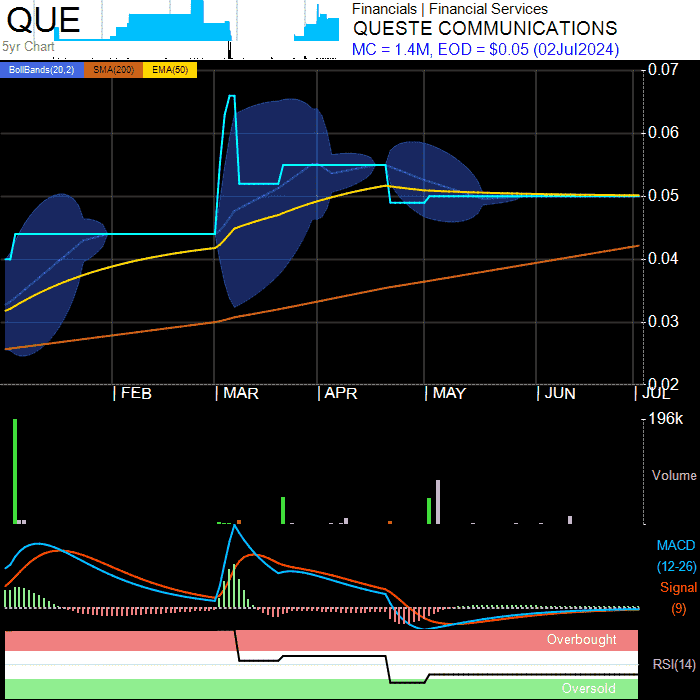 QUE
5yr Chart
Financials | Financial Services
QUESTE COMMUNICATIONS
MC = 1.4M, EOD = $0.05 (02Jul2024)
BollBands(20,2) SMA(200) EMA(50)
0.07
0.06
0.05
0.04
0.03
0.02
FEB MAR APR MAY JUN JUL
196k
Volume
MACD
(12-26)
Signal
(9)
Overbought
RSI(14)
Oversold